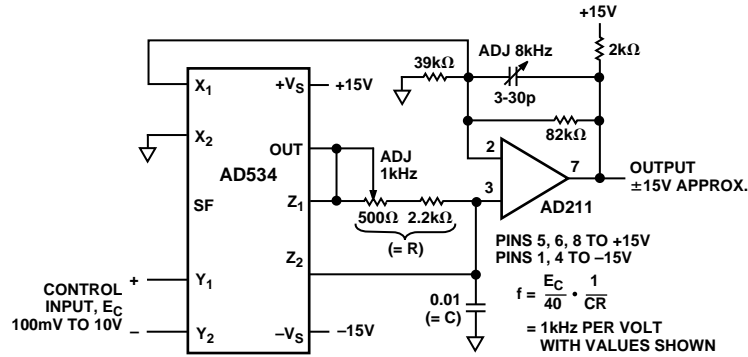 +15V
39kΩ
ADJ 8kHz
2kΩ
3-30p
82kΩ
X1
+VS
+15V
X2
OUT
ADJ
1kHz
AD534
2
7
OUTPUT
±15V APPROX.
3
AD211
SF
Z1
500Ω
2.2kΩ
(= R)
PINS 5, 6, 8 TO +15V
PINS 1, 4 TO –15V
Z2
CONTROL
INPUT, EC
100mV TO 10V
+
Y1
–
Y2
–VS
–15V
0.01
(= C)
f = EC/40 • 1/CR
= 1kHz PER VOLT
WITH VALUES SHOWN